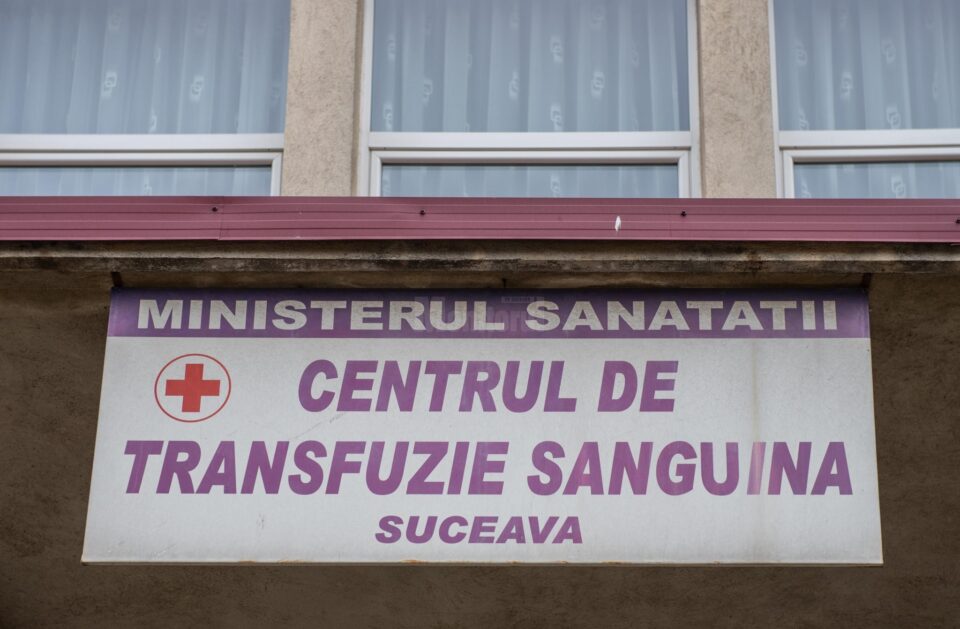 MINISTERUL SANATATII
CENTRUL DE
TRANSFUZIE SANGUINA
SUCEAVA